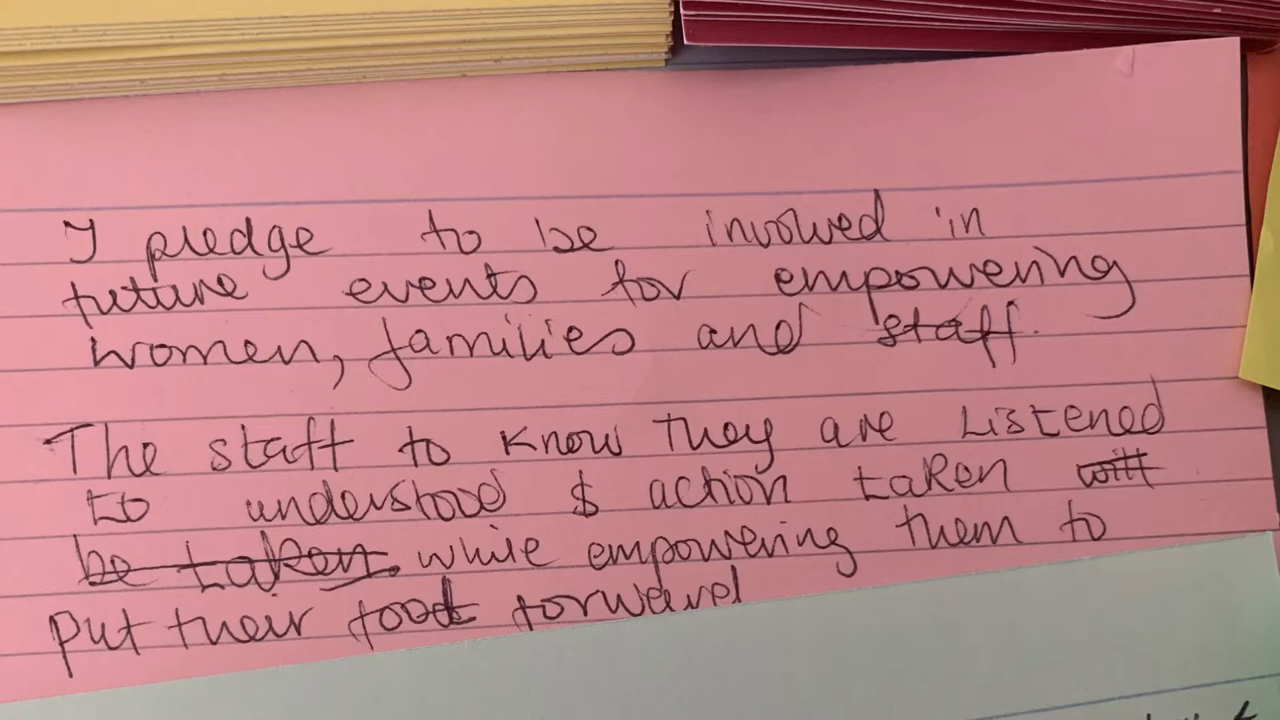 I pledge to be involved in
future events for empowering
women, families and staff.
The staff to know they are Listened
to understood & action taken will
be taken. while empowering them to
put their foot forward